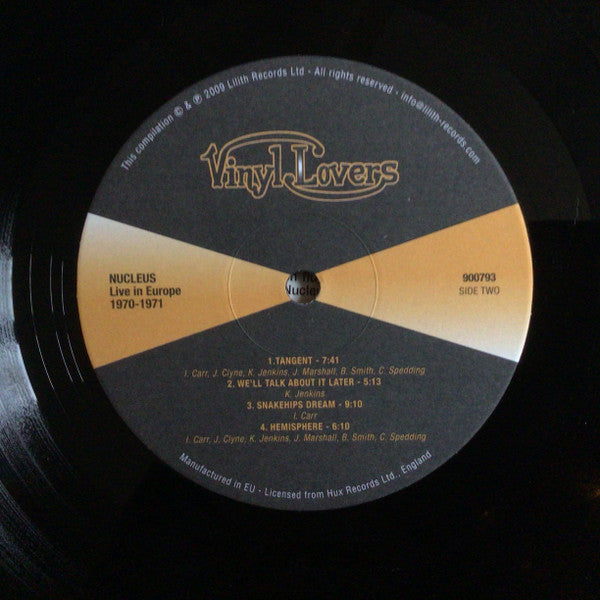 This compilation © & ℗ 2009 Lilith Records Ltd - All rights reserved - info@lilith-records.com
Vinyl Lovers
NUCLEUS
Live in Europe
1970-1971
900793
SIDE TWO
1.TANGENT - 7:41
I. Carr, J. Clyne, K. Jenkins, J. Marshall, B. Smith, C. Spedding
2. WE'LL TALK ABOUT IT LATER - 5:13
K. Jenkins
3. SNAKEHIPS DREAM - 9:10
I. Carr
4. HEMISPHERE - 6:10
I. Carr, J. Clyne, K. Jenkins, J. Marshall, B. Smith, C. Spedding
Manufactured in EU - Licensed from Hux Records Ltd., England